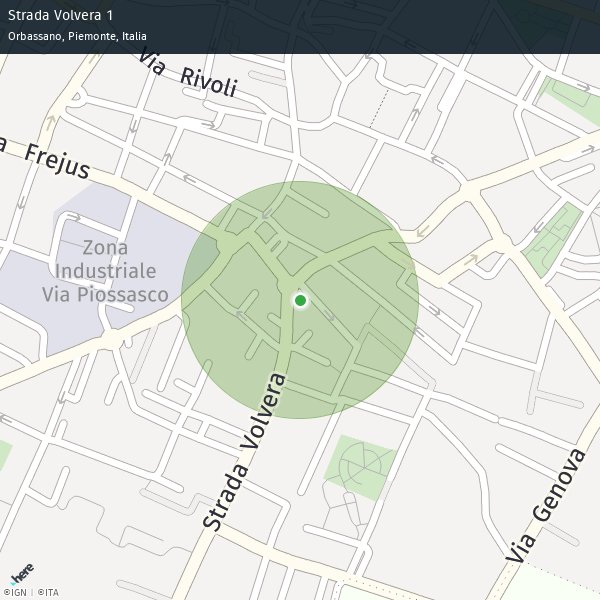 Strada Volvera 1
Orbassano, Piemonte, Italia
Via Rivoli
a Frejus
Zona
Industriale
Via Piossasco
Strada Volvera
Via Genova
here
©IGN | ©ITA